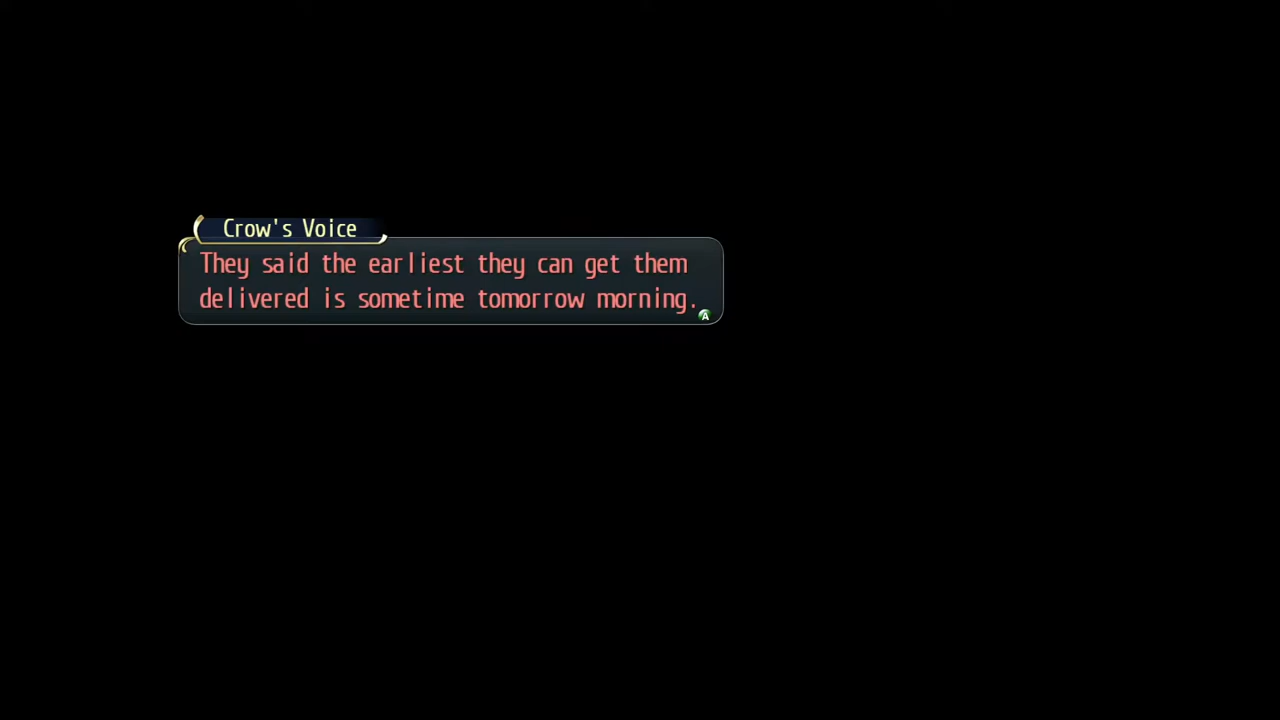 Crow's Voice
They said the earliest they can get them
delivered is sometime tomorrow morning.
A